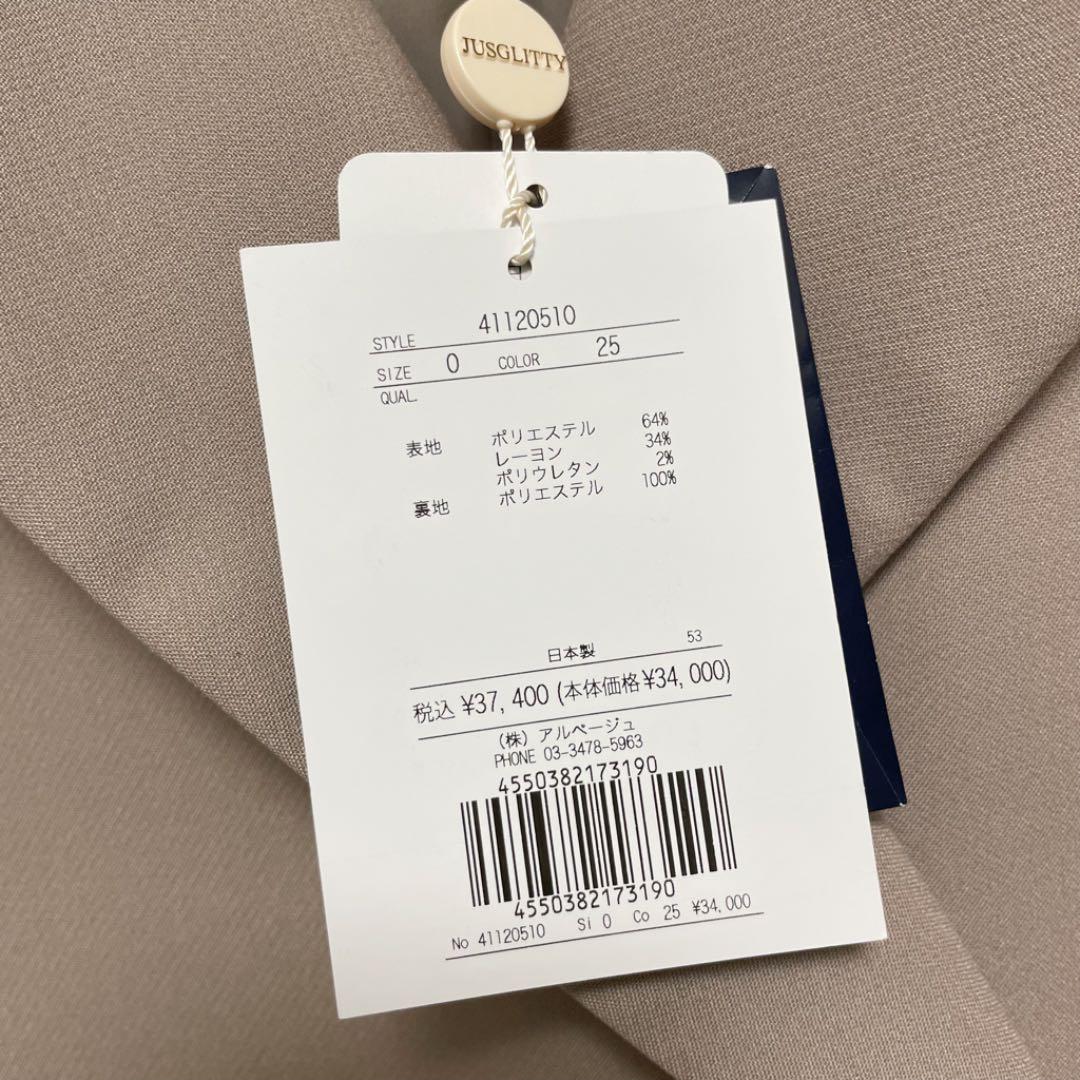 JUSGLITTY
STYLE 41120510
SIZE 0 COLOR 25
QUAL.
表地 ポリエステル 64%
レーヨン 34%
ポリウレタン 2%
裏地 ポリエステル 100%
日本製 53
税込 ¥37,400 (本体価格¥34,000)
(株) アルページュ
PHONE 03-3478-5963
4550382173190
4550382173190
No 41120510 Si 0 Co 25 ¥34,000